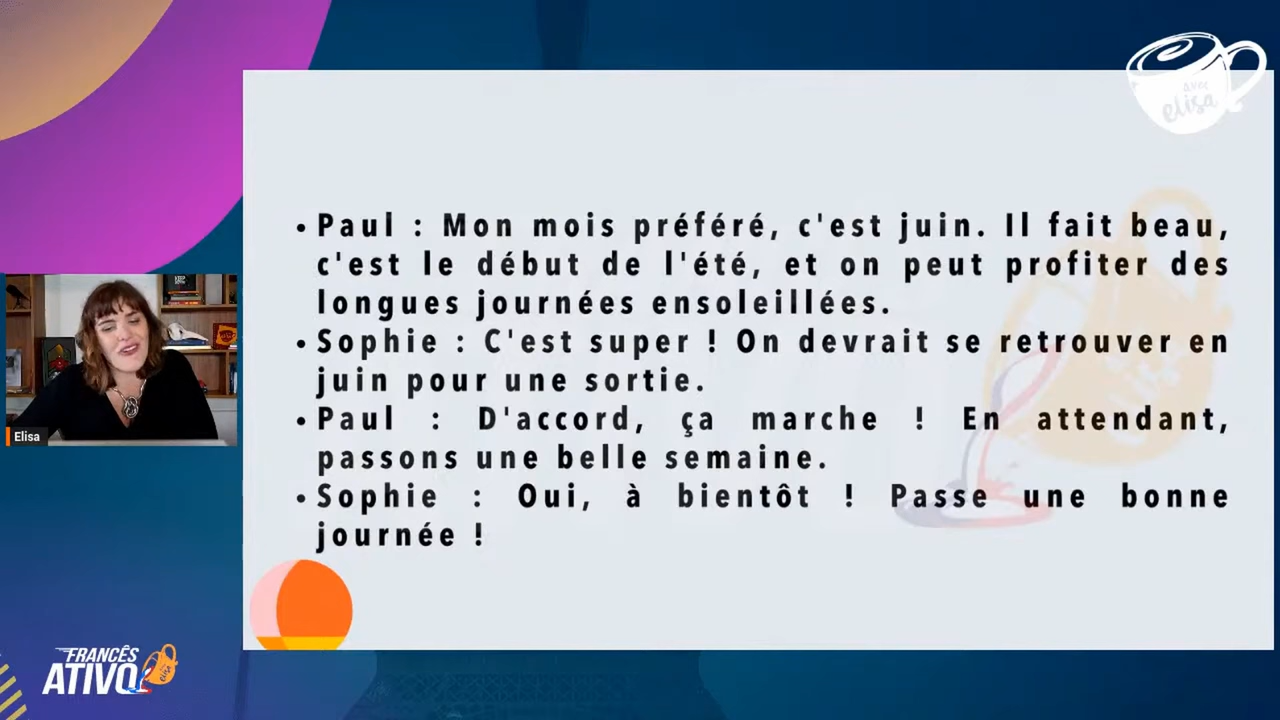 AVEC
elisa
• Paul : Mon mois préféré, c'est juin. Il fait beau,
c'est le début de l'été, et on peut profiter des
longues journées ensoleillées.
• Sophie : C'est super ! On devrait se retrouver en
juin pour une sortie.
• Paul : D'accord, ça marche ! En attendant,
passons une belle semaine.
• Sophie : Oui, à bientôt ! Passe une bonne
journée !
Elisa
FRANCÊS
ATIVO
elisa